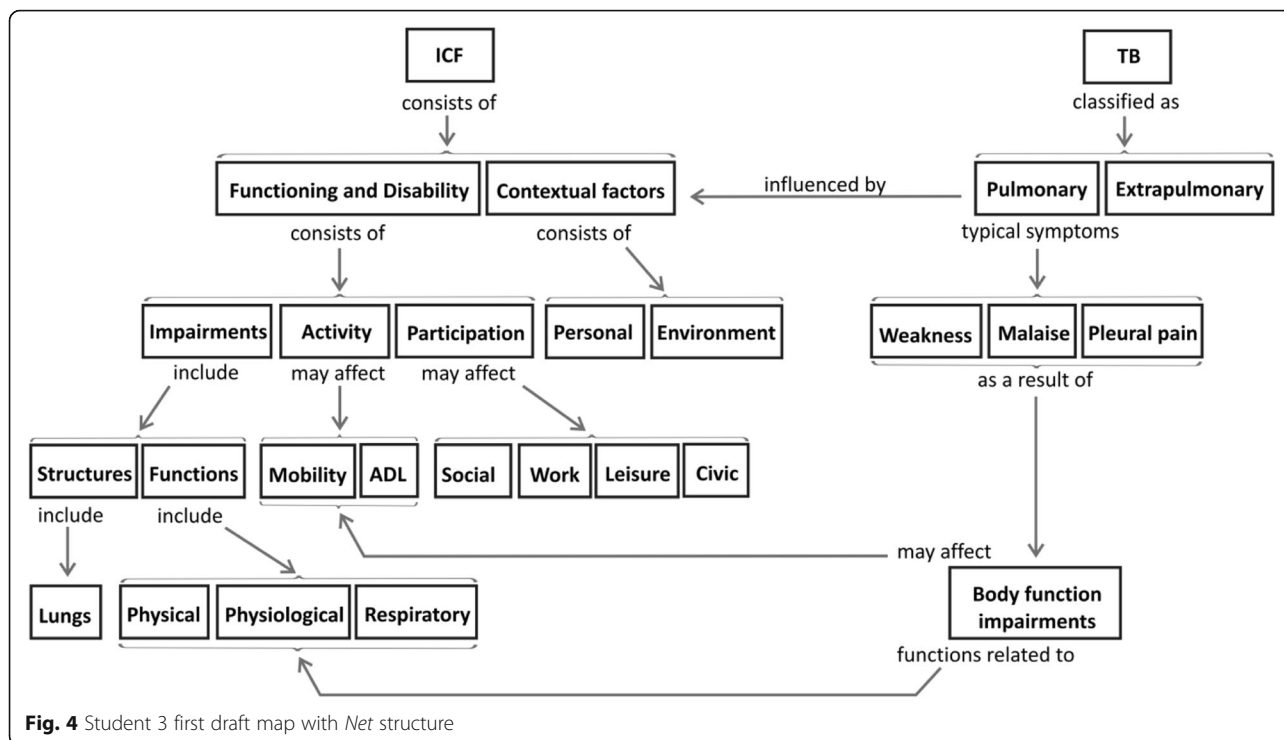 ICF TB
consists of classified as
Functioning and Disability Contextual factors influenced by Pulmonary Extrapulmonary
consists of consists of typical symptoms
Impairments Activity Participation Personal Environment Weakness Malaise Pleural pain
include may affect may affect as a result of
Structures Functions Mobility ADL Social Work Leisure Civic
include include
may affect
Lungs Physical Physiological Respiratory Body function
impairments
functions related to
Fig. 4 Student 3 first draft map with Net structure